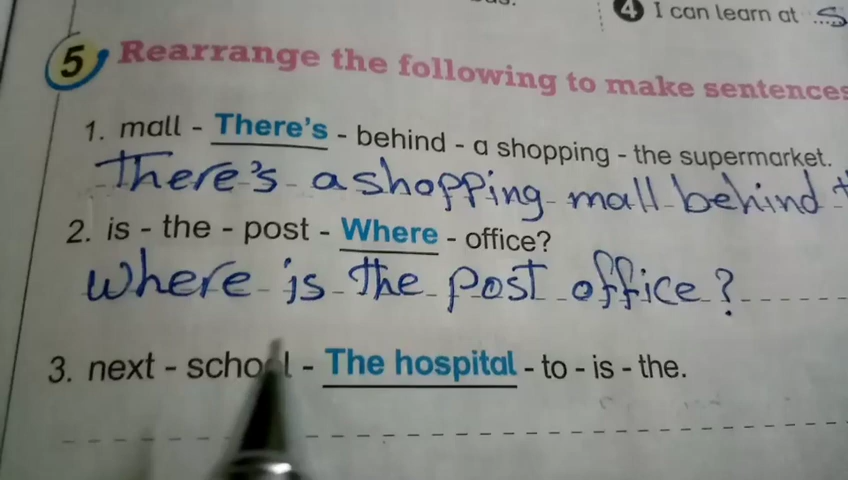 4 I can learn at S
5 Rearrange the following to make sentences
1. mall - There's - behind - a shopping - the supermarket.
There's a shopping mall behind
2. is - the - post - Where - office?
Where is the post office?
3. next - school - The hospital - to - is - the.